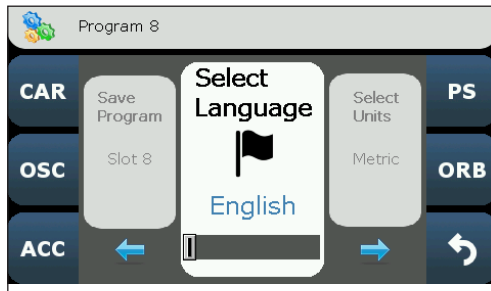 Program 8
CAR
OSC
ACC
Save
Program
Slot 8
Select
Language
English
Select
Units
Metric
PS
ORB